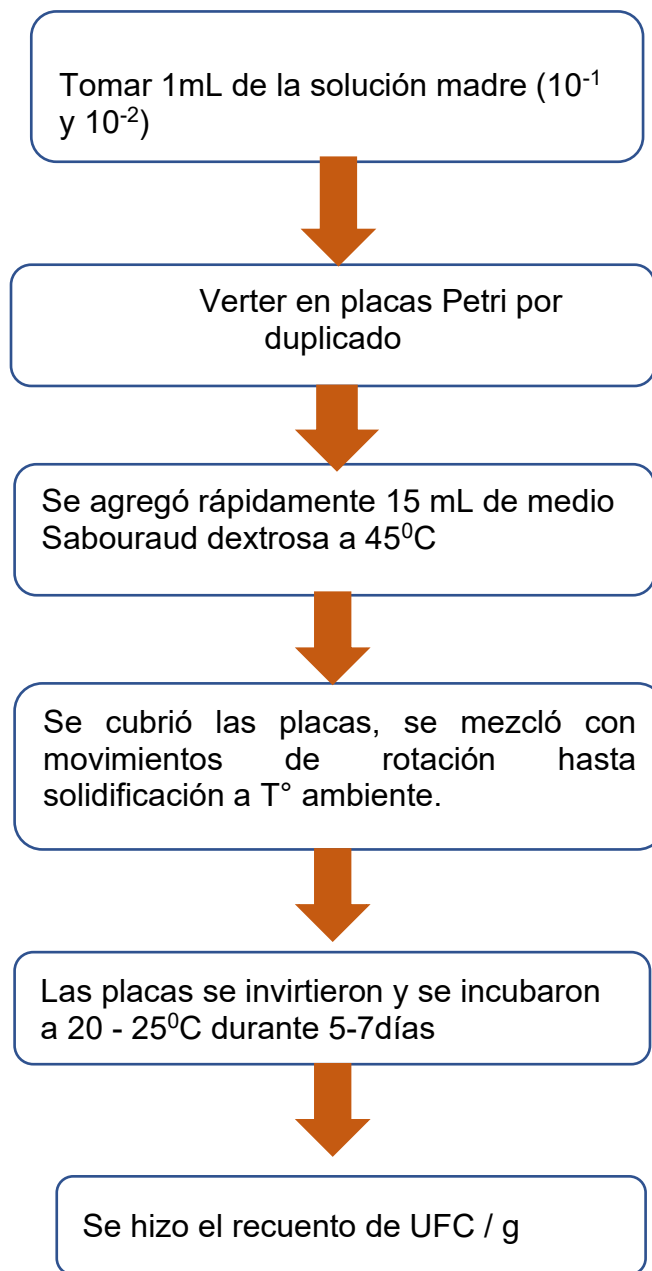 Tomar 1mL de la solución madre (10⁻¹
y 10⁻²)
Verter en placas Petri por
duplicado
Se agregó rápidamente 15 mL de medio
Sabouraud dextrosa a 45⁰C
Se cubrió las placas, se mezcló con
movimientos de rotación hasta
solidificación a T° ambiente.
Las placas se invirtieron y se incubaron
a 20 - 25⁰C durante 5-7días
Se hizo el recuento de UFC / g